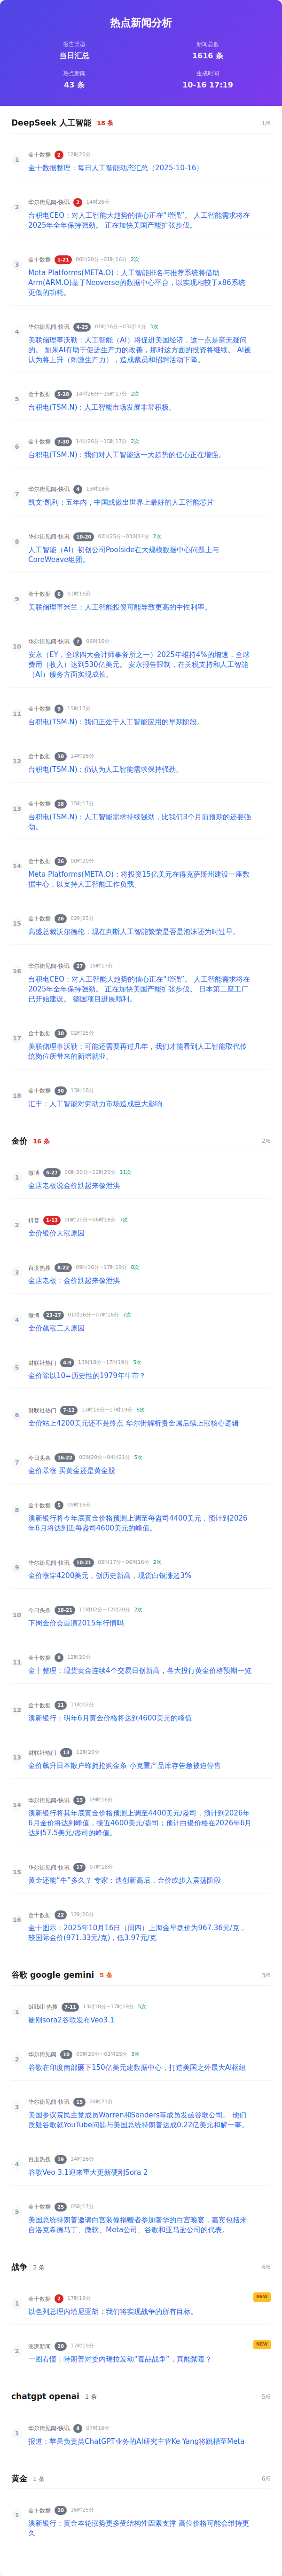 热点新闻分析
报告类型
当日汇总
新闻总数
1616 条
热点新闻
43 条
生成时间
10-16 17:19
DeepSeek 人工智能 18 条 1/6
1 金十数据 2 12时20分
金十数据整理：每日人工智能动态汇总（2025-10-16）
2 华尔街见闻-快讯 2 14时26分
台积电CEO：对人工智能大趋势的信心正在“增强”。 人工智能需求将在
2025年全年保持强劲。 正在加快美国产能扩张步伐。
3 金十数据 1-21 00时20分~01时16分 2次
Meta Platforms(META.O)：人工智能排名与推荐系统将借助
Arm(ARM.O)基于Neoverse的数据中心平台，以实现相较于x86系统
更低的功耗。
4 华尔街见闻-快讯 4-25 01时16分~03时14分 3次
美联储理事沃勒：人工智能（AI）将促进美国经济，这一点是毫无疑问
的。 如果AI有助于促进生产力的改善，那对这方面的投资将继续。 AI被
认为将上升（刺激生产力），造成裁员和招聘活动下降。
5 金十数据 5-28 14时26分~15时17分 2次
台积电(TSM.N)：人工智能市场发展非常积极。
6 金十数据 7-30 14时26分~15时17分 2次
台积电(TSM.N)：我们对人工智能这一大趋势的信心正在增强。
7 华尔街见闻-快讯 4 13时18分
凯文·凯利：五年内，中国或做出世界上最好的人工智能芯片
8 华尔街见闻-快讯 10-20 02时25分~03时14分 2次
人工智能（AI）初创公司Poolside在大规模数据中心问题上与
CoreWeave组团。
9 金十数据 6 01时16分
美联储理事米兰：人工智能投资可能导致更高的中性利率。
10 华尔街见闻-快讯 7 06时16分
安永（EY，全球四大会计师事务所之一）2025年维持4%的增速，全球
费用（收入）达到530亿美元。 安永报告限制，在关税支持和人工智能
（AI）服务方面实现成长。
11 金十数据 9 15时17分
台积电(TSM.N)：我们正处于人工智能应用的早期阶段。
12 金十数据 10 14时26分
台积电(TSM.N)：仍认为人工智能需求保持强劲。
13 金十数据 18 15时17分
台积电(TSM.N)：人工智能需求持续强劲，比我们3个月前预期的还要强
劲。
14 金十数据 26 00时20分
Meta Platforms(META.O)：将投资15亿美元在得克萨斯州建设一座数
据中心，以支持人工智能工作负载。
15 金十数据 26 02时25分
高盛总裁沃尔德伦：现在判断人工智能繁荣是否是泡沫还为时过早。
16 华尔街见闻-快讯 27 15时17分
台积电CEO：对人工智能大趋势的信心正在“增强”。 人工智能需求将在
2025年全年保持强劲。 正在加快美国产能扩张步伐。 日本第二座工厂
已开始建设。 德国项目进展顺利。
17 金十数据 30 02时25分
美联储理事沃勒：可能还需要再过几年，我们才能看到人工智能取代传
统岗位所带来的新增就业。
18 金十数据 30 13时18分
汇丰：人工智能对劳动力市场造成巨大影响
金价 16 条 2/6
1 微博 5-27 00时20分~12时20分 11次
金店老板说金价跌起来像泄洪
2 抖音 1-13 00时20分~06时16分 7次
金价银价大涨原因
3 百度热搜 8-22 09时16分~17时19分 8次
金店老板：金价跌起来像泄洪
4 微博 23-27 01时16分~07时16分 7次
金价飙涨三大原因
5 财联社热门 4-9 13时18分~17时19分 5次
金价除以10=历史性的1979年牛市？
6 财联社热门 7-12 13时18分~17时19分 5次
金价站上4200美元还不是终点 华尔街解析贵金属后续上涨核心逻辑
7 今日头条 16-22 00时20分~04时21分 5次
金价暴涨 买黄金还是黄金股
8 金十数据 5 09时16分
澳新银行将今年底黄金价格预测上调至每盎司4400美元，预计到2026
年6月将达到近每盎司4600美元的峰值。
9 华尔街见闻-快讯 10-21 05时17分~06时16分 2次
金价涨穿4200美元，创历史新高，现货白银涨超3%
10 今日头条 18-21 11时02分~12时20分 2次
下周金价会重演2015年行情吗
11 金十数据 8 12时20分
金十整理：现货黄金连续4个交易日创新高，各大投行黄金价格预期一览
12 金十数据 11 11时02分
澳新银行：明年6月黄金价格将达到4600美元的峰值
13 财联社热门 13 12时20分
金价飙升日本散户蜂拥抢购金条 小克重产品库存告急被迫停售
14 华尔街见闻-快讯 13 09时16分
澳新银行将其年底黄金价格预测上调至4400美元/盎司，预计到2026年
6月金价将达到峰值，接近4600美元/盎司；预计白银价格在2026年6月
达到57.5美元/盎司的峰值。
15 华尔街见闻-快讯 17 07时16分
黄金还能“牛”多久？ 专家：迭创新高后，金价或步入震荡阶段
16 金十数据 22 12时20分
金十图示：2025年10月16日（周四）上海金早盘价为967.36元/克，
较国际金价(971.33元/克)，低3.97元/克
谷歌 google gemini 5 条 3/6
1 bilibili 热搜 7-11 13时18分~17时19分 5次
硬刚sora2谷歌发布Veo3.1
2 华尔街见闻 10 00时20分~02时25分 3次
谷歌在印度南部砸下150亿美元建数据中心，打造美国之外最大AI枢纽
3 华尔街见闻-快讯 15 04时21分
美国参议院民主党成员Warren和Sanders等成员发函谷歌公司。 他们
质疑谷歌就YouTube问题与美国总统特朗普达成0.22亿美元和解一事。
4 百度热搜 19 14时26分
谷歌Veo 3.1迎来重大更新硬刚Sora 2
5 金十数据 25 05时17分
美国总统特朗普邀请白宫装修捐赠者参加奢华的白宫晚宴，嘉宾包括来
自洛克希德马丁、微软、Meta公司、谷歌和亚马逊公司的代表。
战争 2 条 4/6
1 金十数据 2 17时19分 NEW
以色列总理内塔尼亚胡：我们将实现战争的所有目标。
2 澎湃新闻 20 17时19分 NEW
一图看懂｜特朗普对委内瑞拉发动“毒品战争”，真能禁毒？
chatgpt openai 1 条 5/6
1 华尔街见闻-快讯 8 07时16分
报道：苹果负责类ChatGPT业务的AI研究主管Ke Yang将跳槽至Meta
黄金 1 条 6/6
1 金十数据 20 16时25分
澳新银行：黄金本轮涨势更多受结构性因素支撑 高位价格可能会维持更
久